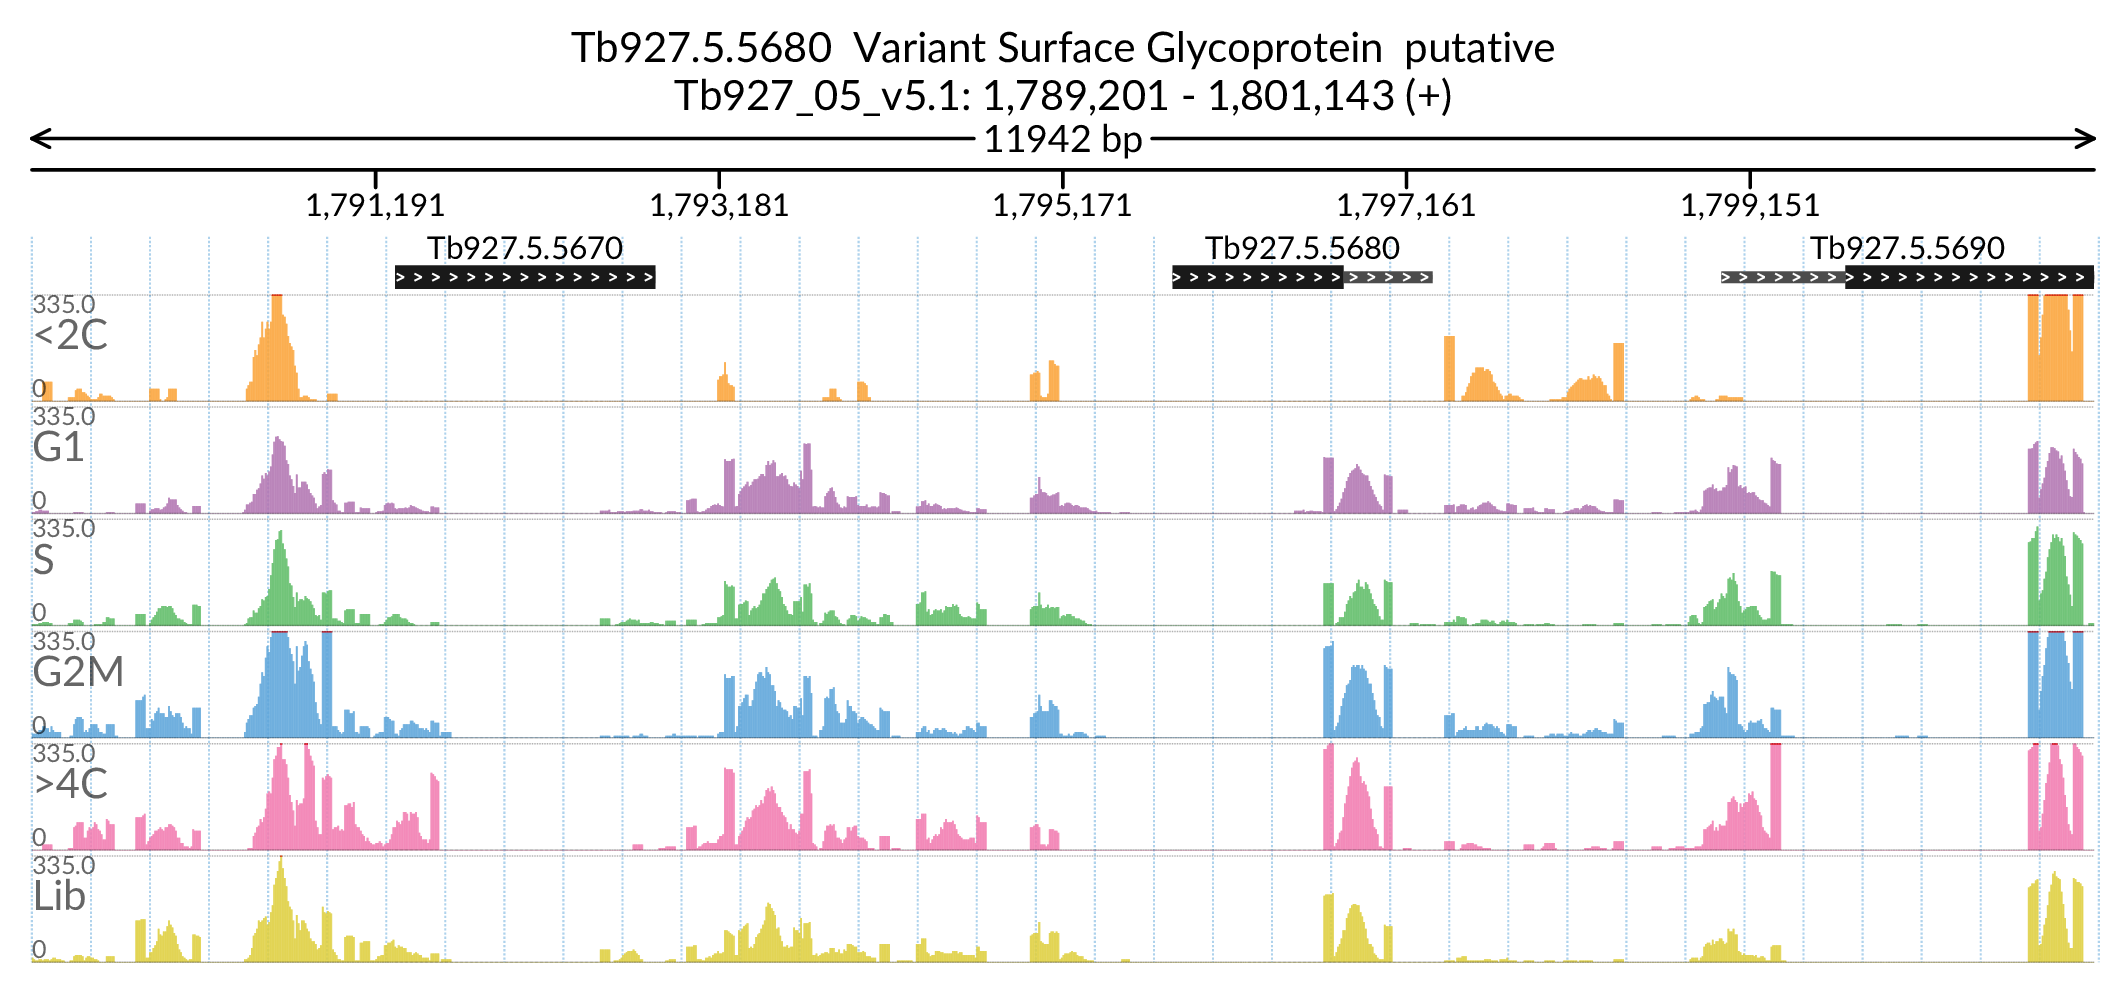 Tb927.5.5680  Variant Surface Glycoprotein  putative
Tb927_05_v5.1: 1,789,201 - 1,801,143 (+)
11942 bp
1,791,191 1,793,181 1,795,171 1,797,161 1,799,151
Tb927.5.5670 Tb927.5.5680 Tb927.5.5690
335.0
<2C
0
335.0
G1
0
335.0
S
0
335.0
G2M
0
335.0
>4C
0
335.0
Lib
0